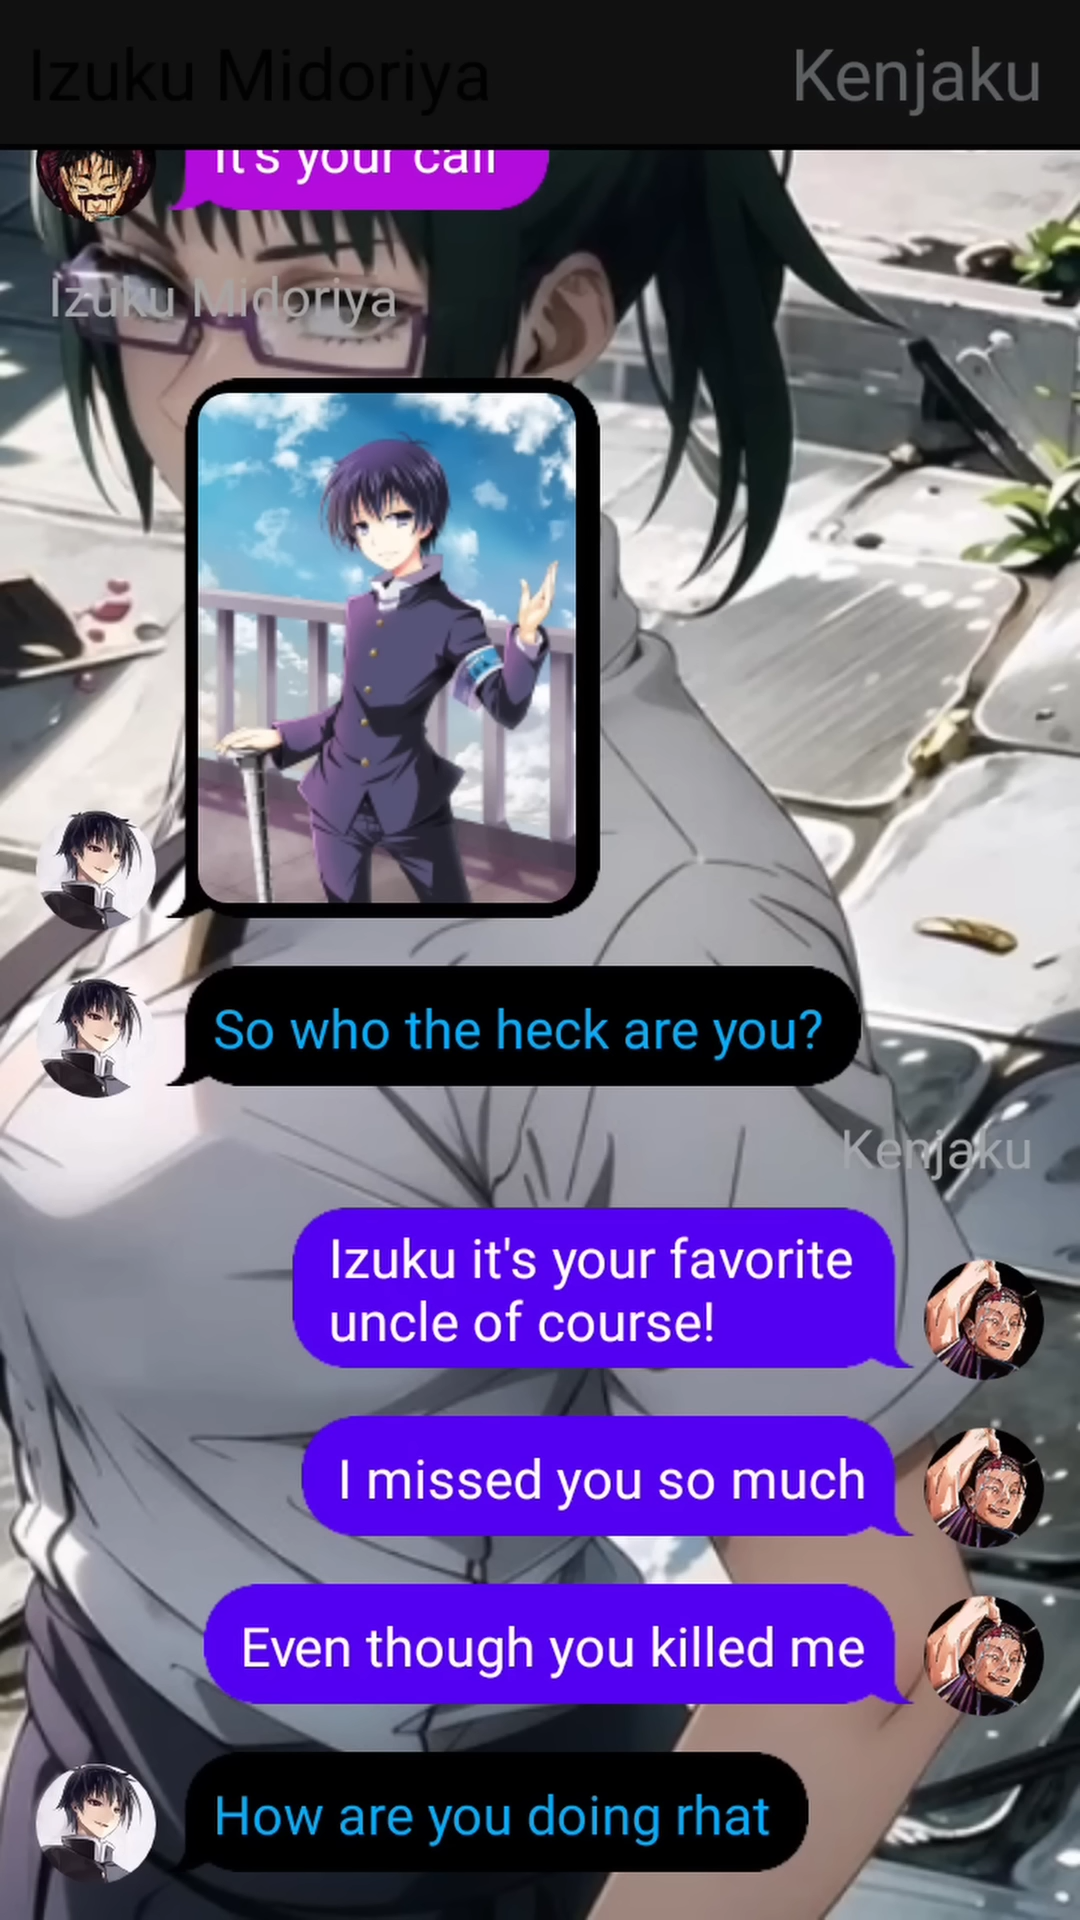 Izuku Midoriya
Kenjaku
It's your call
Izuku Midoriya
So who the heck are you?
Kenjaku
Izuku it's your favorite
uncle of course!
I missed you so much
Even though you killed me
How are you doing rhat